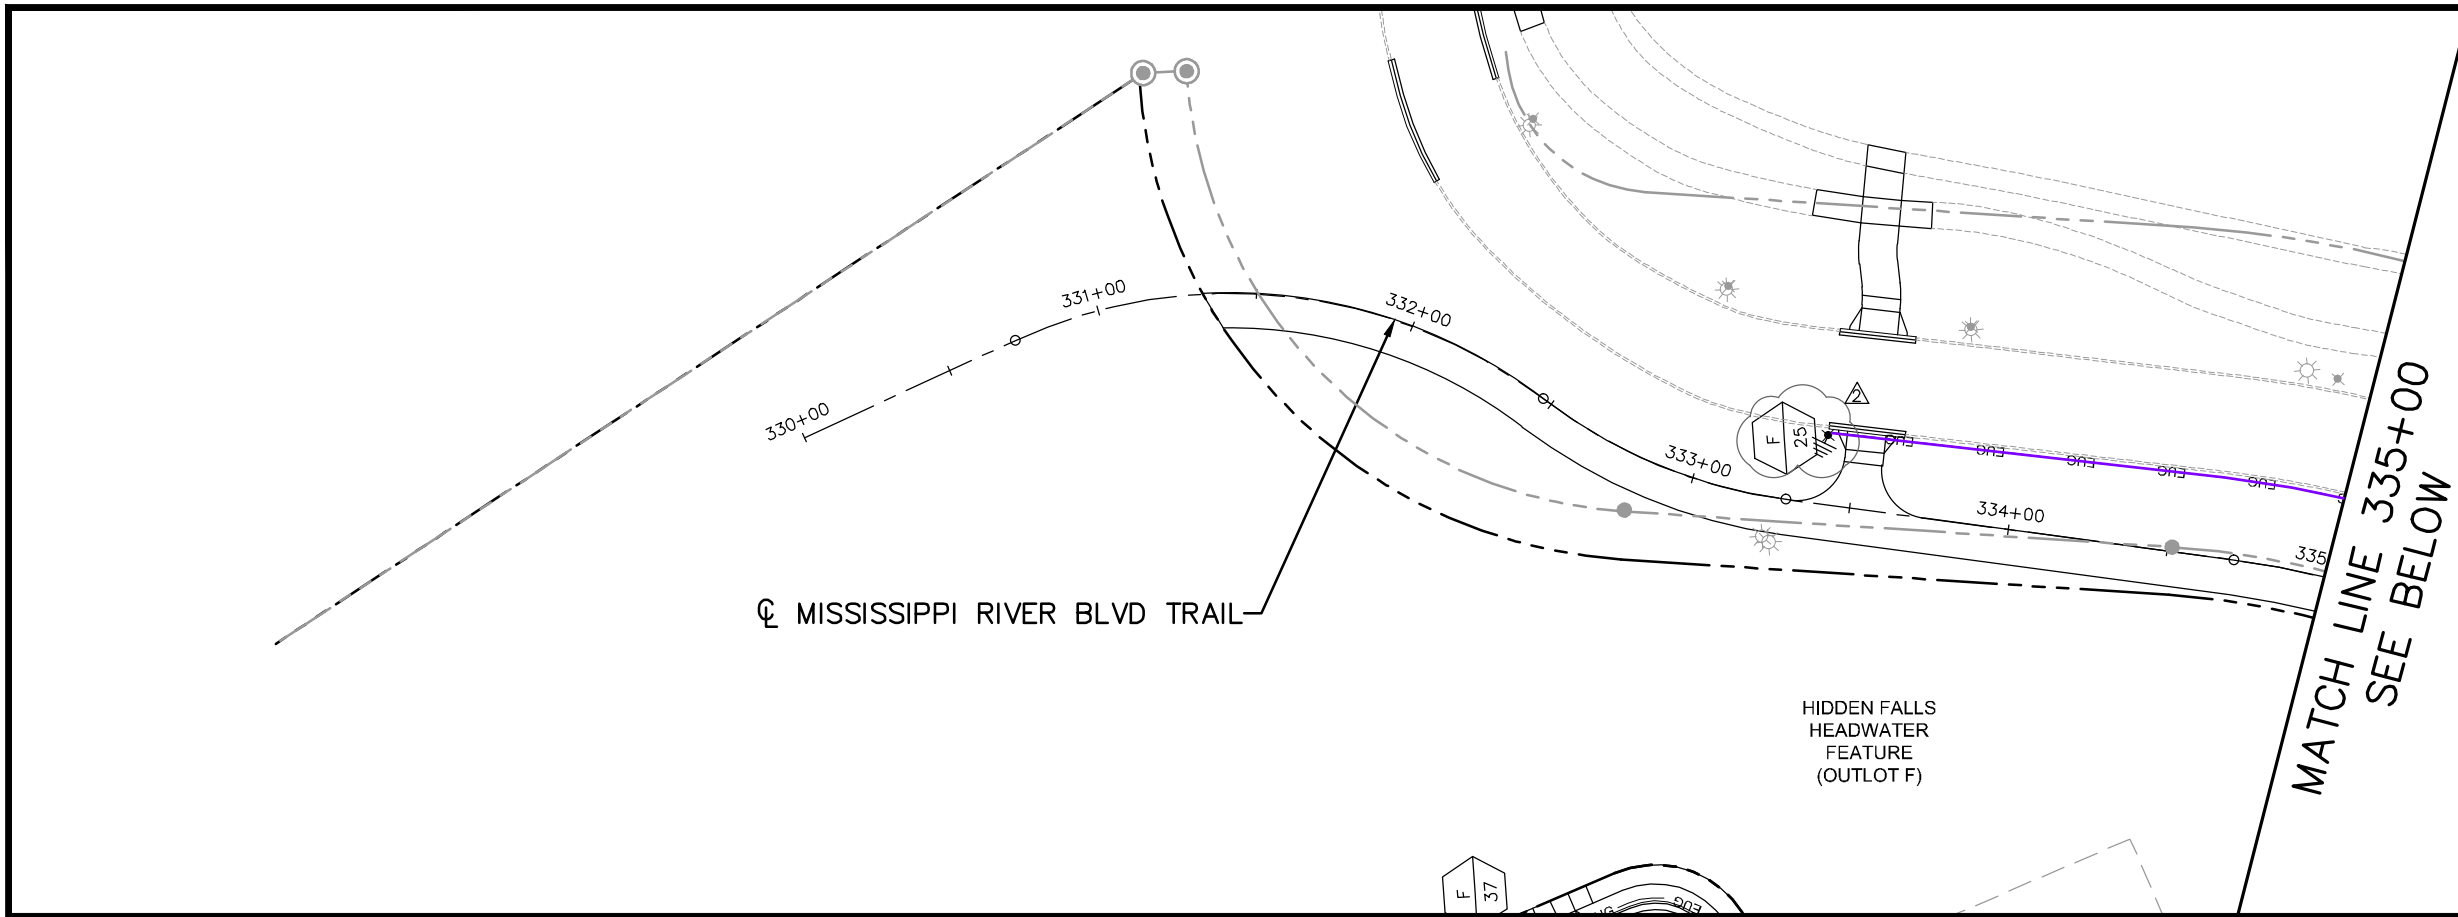 331+00
332+00
330+00
2
F
25
333+00
EUG
EUG
EUG
EUG
EUG
334+00
335
℄ MISSISSIPPI RIVER BLVD TRAIL
MATCH LINE 335+00
SEE BELOW
HIDDEN FALLS
HEADWATER
FEATURE
(OUTLOT F)
F
37
EUG